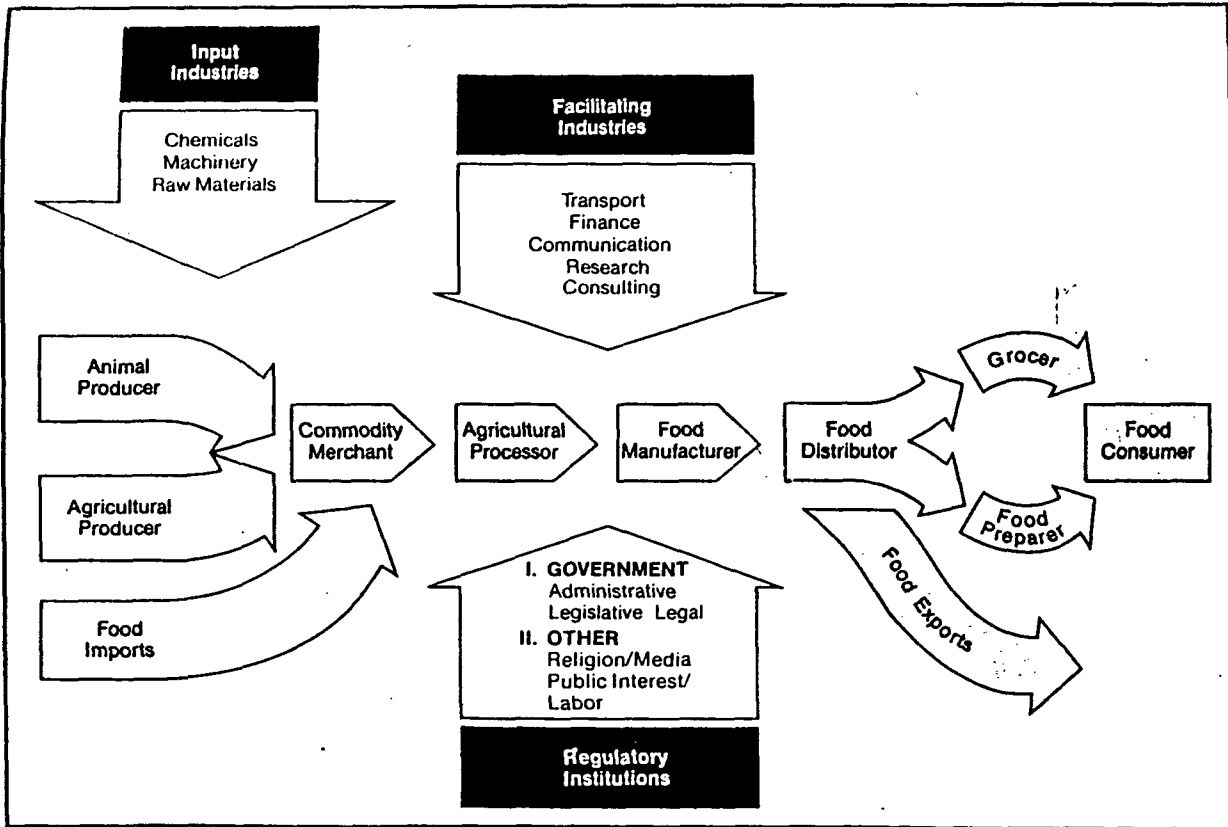 Input
Industries
Chemicals
Machinery
Raw Materials
Facilitating
Industries
Transport
Finance
Communication
Research
Consulting
Animal
Producer
Agricultural
Producer
Food
Imports
Commodity
Merchant
Agricultural
Processor
Food
Manufacturer
Food
Distributor
Grocer
Food
Preparer
Food
Consumer
Food Exports
I. GOVERNMENT
Administrative
Legislative Legal
II. OTHER
Religion/Media
Public Interest/
Labor
Regulatory
Institutions